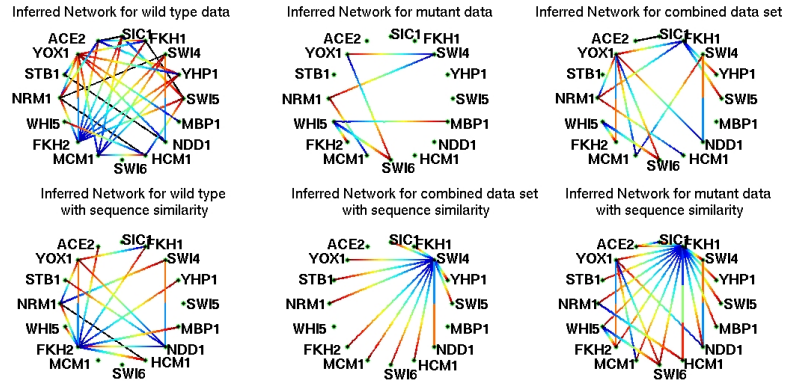 Inferred Network for wild type data
ACE2 SIC1 FKH1
YOX1 SWI4
STB1 YHP1
NRM1 SWI5
WHI5 MBP1
FKH2 NDD1
MCM1 HCM1
SWI6
Inferred Network for mutant data
ACE2 SIC1 FKH1
YOX1 SWI4
STB1 YHP1
NRM1 SWI5
WHI5 MBP1
FKH2 NDD1
MCM1 HCM1
SWI6
Inferred Network for combined data set
ACE2 SIC1 FKH1
YOX1 SWI4
STB1 YHP1
NRM1 SWI5
WHI5 MBP1
FKH2 NDD1
MCM1 HCM1
SWI6
Inferred Network for wild type
with sequence similarity
ACE2 SIC1 FKH1
YOX1 SWI4
STB1 YHP1
NRM1 SWI5
WHI5 MBP1
FKH2 NDD1
MCM1 HCM1
SWI6
Inferred Network for combined data set
with sequence similarity
ACE2 SIC1 FKH1
YOX1 SWI4
STB1 YHP1
NRM1 SWI5
WHI5 MBP1
FKH2 NDD1
MCM1 HCM1
SWI6
Inferred Network for mutant data
with sequence similarity
ACE2 SIC1 FKH1
YOX1 SWI4
STB1 YHP1
NRM1 SWI5
WHI5 MBP1
FKH2 NDD1
MCM1 HCM1
SWI6